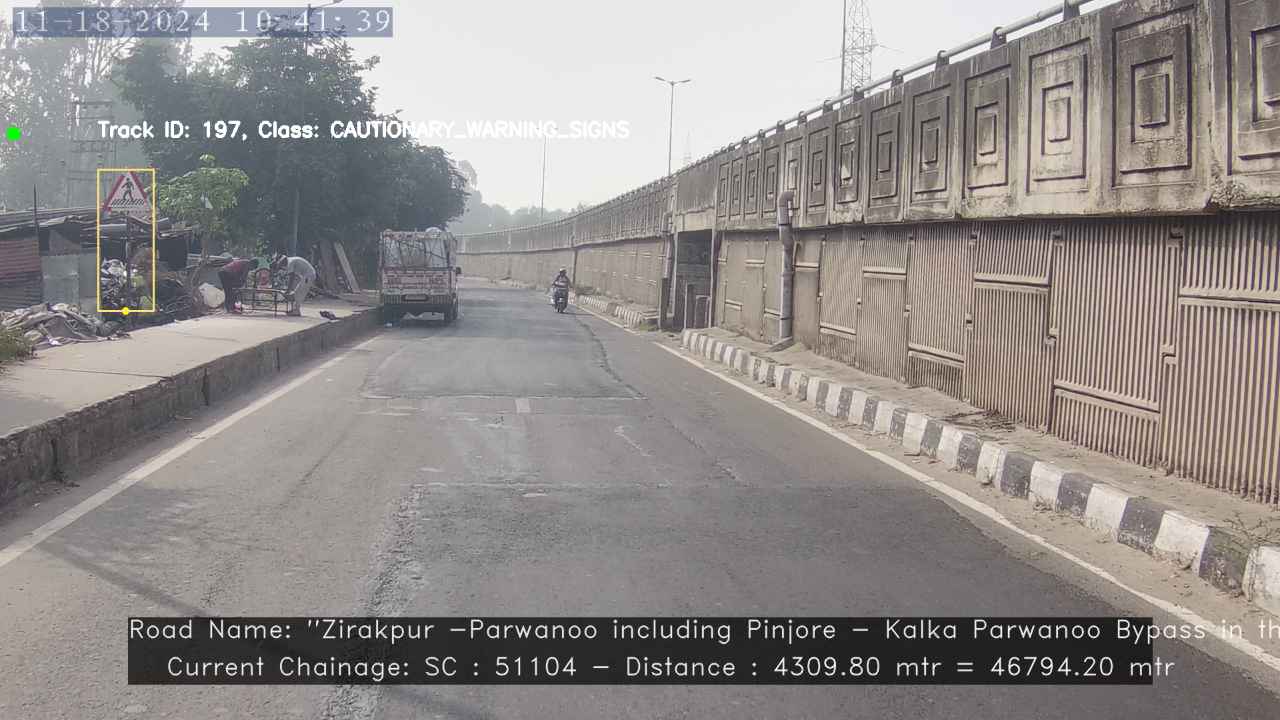 11-18-2024 10:41:39
Track ID: 197, Class: CAUTIONARY_WARNING_SIGNS
Road Name: "Zirakpur -Parwanoo including Pinjore - Kalka Parwanoo Bypass in th
Current Chainage: SC : 51104 - Distance : 4309.80 mtr = 46794.20 mtr